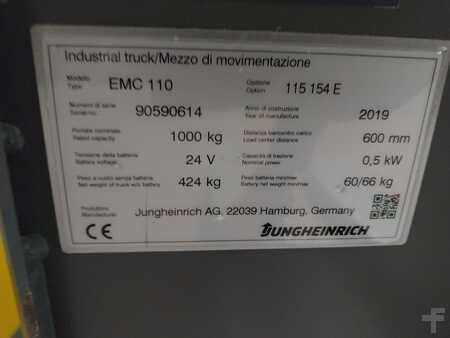 Industrial truck/Mezzo di movimentazione
Modello
Type
EMC 110
Opzione
Option
115 154 E
Numero di serie
Serial no.
90590614
Anno di costruzione
Year of manufacture
2019
Portata nominale
Rated capacity
1000 kg
Distanza baricentro carico
Load center distance
600 mm
Tensione della batteria
Battery voltage
24 V
Capacità di trazione
Nominal power
0,5 kW
Peso a vuoto senza batteria
Net weight of truck w/o battery
424 kg
Peso batteria min/max
Battery net weight min/max
60/66 kg
Produttore
Manufacturer
Jungheinrich AG, 22039 Hamburg, Germany
CE
JUNGHEINRICH